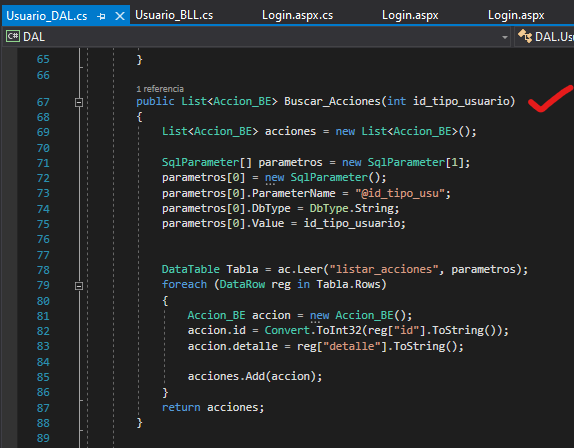 Usuario_DAL.cs Usuario_BLL.cs Login.aspx.cs Login.aspx Login.aspx
C# DAL DAL.Usu
65 }
66
1 referencia
67 public List<Accion_BE> Buscar_Acciones(int id_tipo_usuario)
68 {
69 List<Accion_BE> acciones = new List<Accion_BE>();
70
71 SqlParameter[] parametros = new SqlParameter[1];
72 parametros[0] = new SqlParameter();
73 parametros[0].ParameterName = "@id_tipo_usu";
74 parametros[0].DbType = DbType.String;
75 parametros[0].Value = id_tipo_usuario;
76
77
78 DataTable Tabla = ac.Leer("listar_acciones", parametros);
79 foreach (DataRow reg in Tabla.Rows)
80 {
81 Accion_BE accion = new Accion_BE();
82 accion.id = Convert.ToInt32(reg["id"].ToString());
83 accion.detalle = reg["detalle"].ToString();
84
85 acciones.Add(accion);
86 }
87 return acciones;
88 }
89